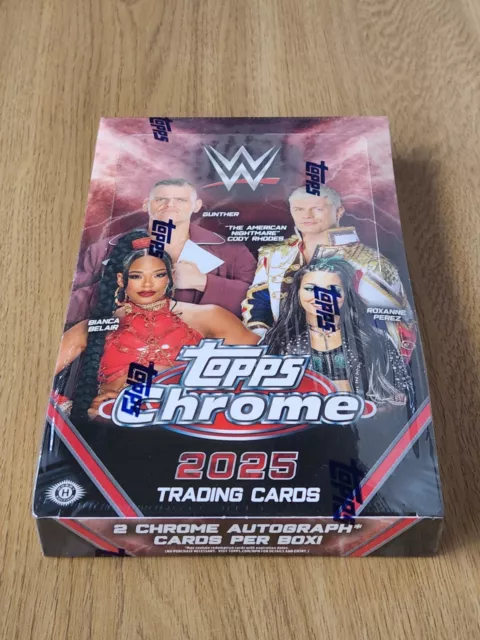 TOPPS
W
TOPPS
GUNTHER
"THE AMERICAN
NIGHTMARE"
CODY RHODES
TOPPS
TOPPS
BIANCA
BELAIR
ROXANNE
PEREZ
TOPPS
TOPPS
Chrome
2025
TRADING CARDS
TOPPS
H
2 CHROME AUTOGRAPH*
CARDS PER BOX!